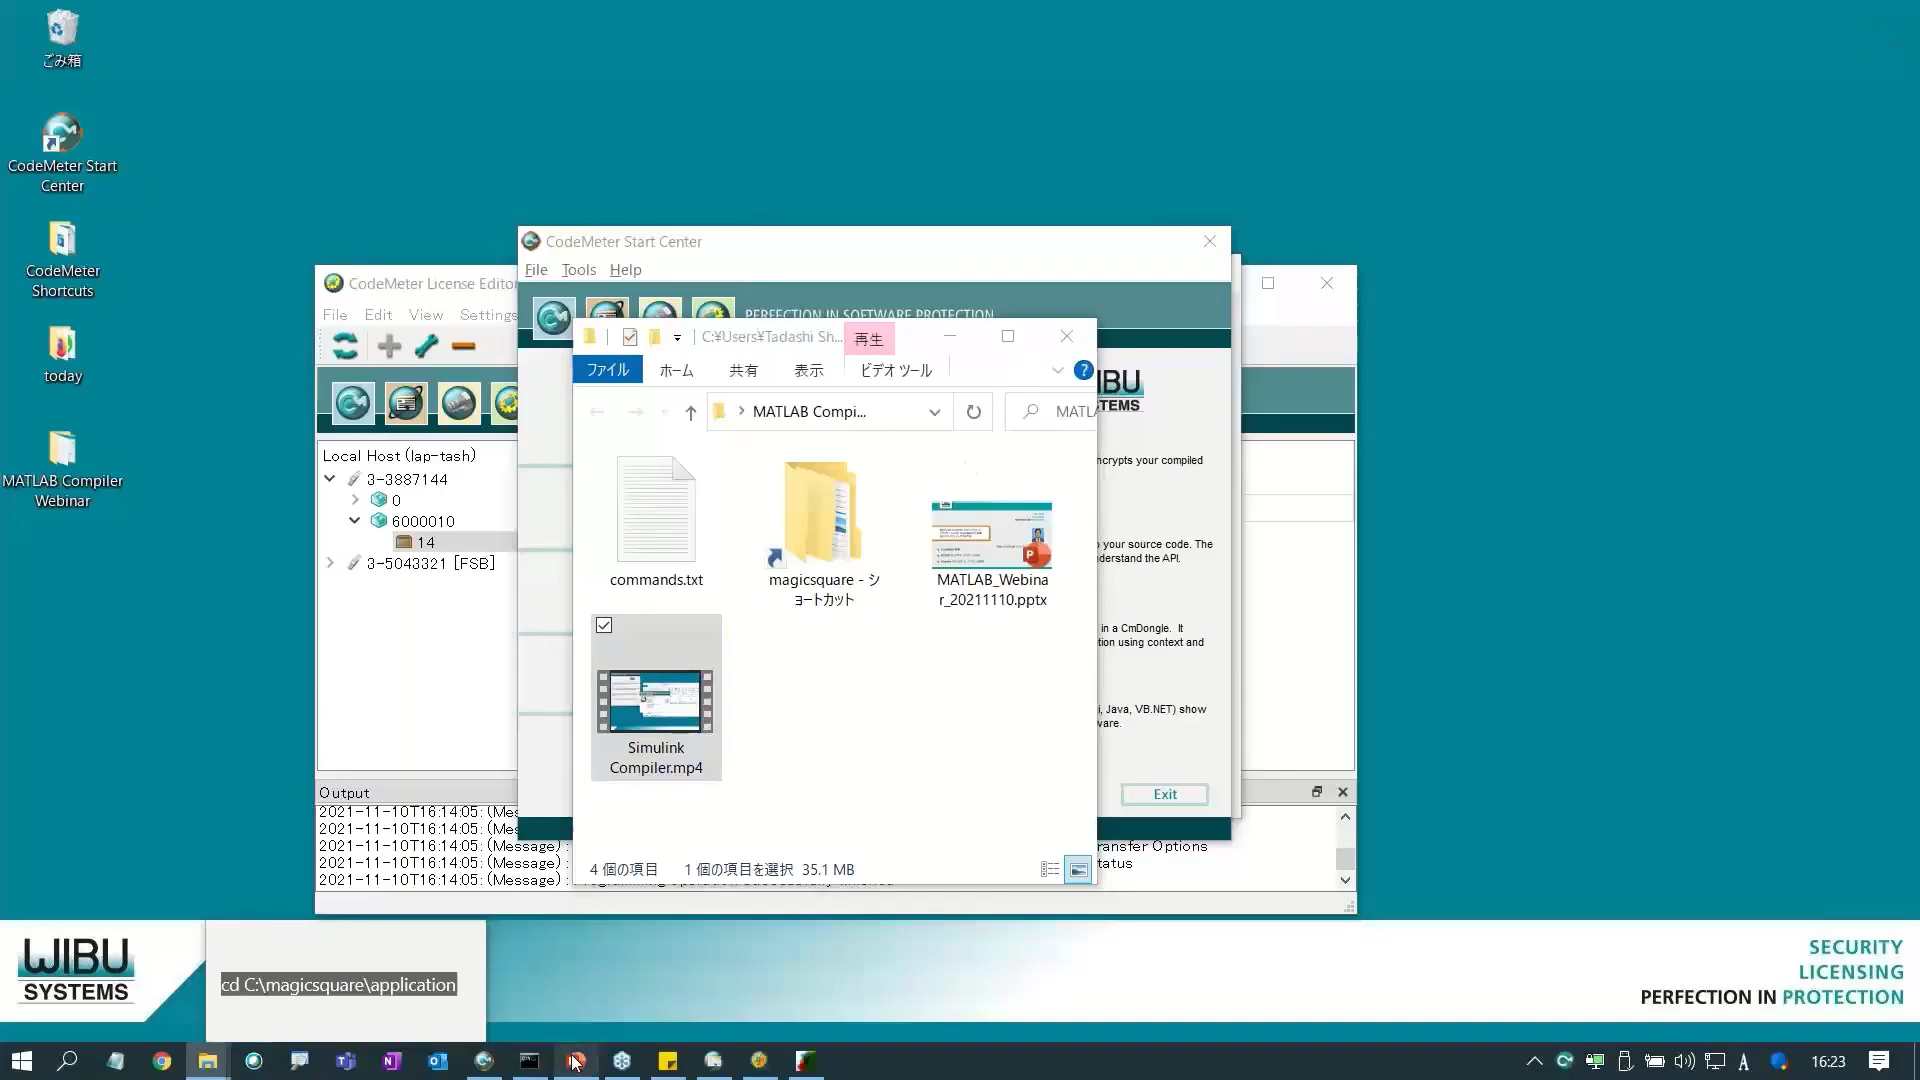 ごみ箱
CodeMeter Start
Center
CodeMeter
Shortcuts
today
MATLAB Compiler
Webinar
CodeMeter License Editor
File Edit View Settings
Local Host (lap-tash)
3-3887144
0
6000010
14
3-5043321 [FSB]
Output
2021-11-10T16:14:05:(Mes
2021-11-10T16:14:05:(Mes
2021-11-10T16:14:05:(Message) :
2021-11-10T16:14:05:(Message) :
2021-11-10T16:14:05:(Message) :
ransfer Options
tatus
CodeMeter Start Center
File Tools Help
PERFECTION IN SOFTWARE PROTECTION
IBU
TEMS
ncrypts your compiled
o your source code. The
nderstand the API.
in a CmDongle. It
tion using context and
i, Java, VB.NET) show
ware.
Exit
C:¥Users¥Tadashi Sh...
再生
ファイル ホーム 共有 表示 ビデオ ツール
MATLAB Compi...
MATLA
commands.txt
magicsquare - シ
ョートカット
MATLAB_Webina
r_20211110.pptx
Simulink
Compiler.mp4
4 個の項目 1 個の項目を選択 35.1 MB
WIBU
SYSTEMS
cd C:\magicsquare\application
SECURITY
LICENSING
PERFECTION IN PROTECTION
A
16:23